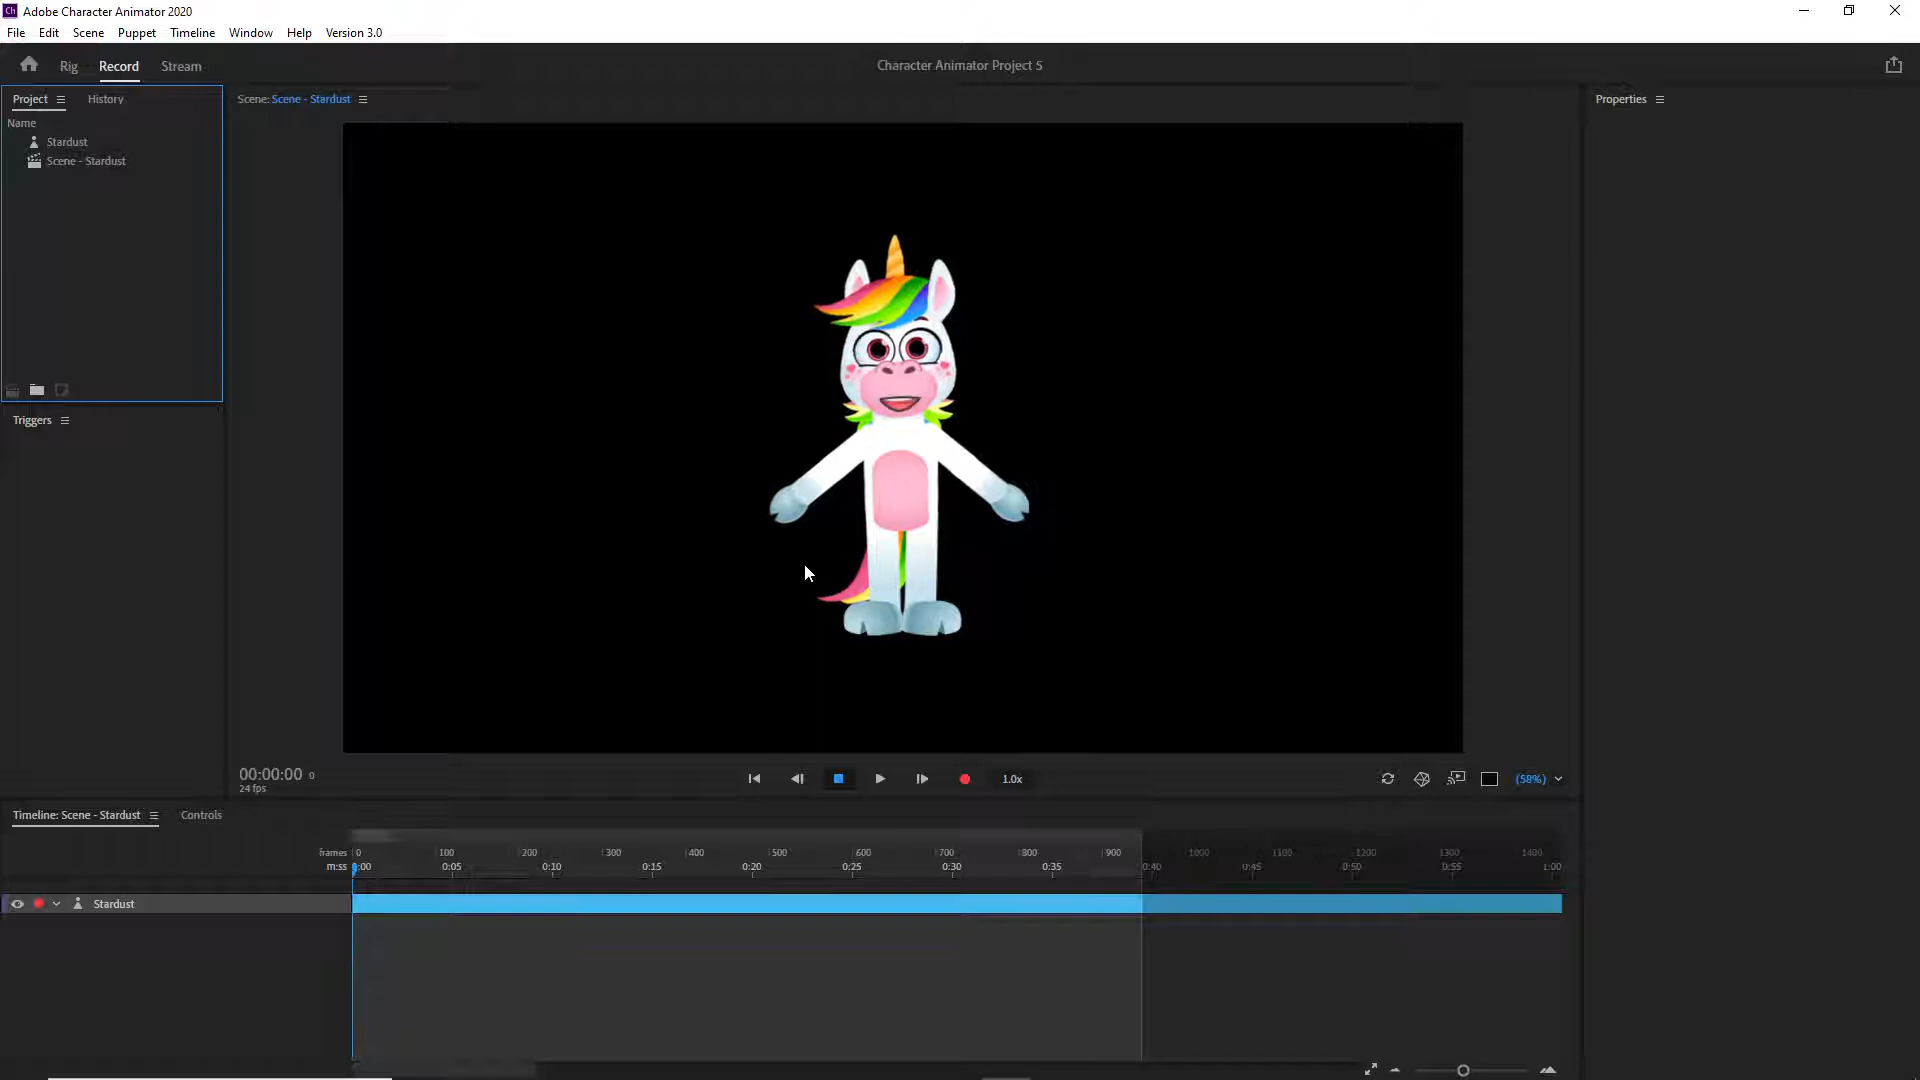 Ch Adobe Character Animator 2020
File Edit Scene Puppet Timeline Window Help Version 3.0
Rig Record Stream Character Animator Project 5
Project History
Scene: Scene - Stardust
Properties
Name
Stardust
Scene - Stardust
Triggers
00:00:00 0
24 fps
1.0x
(58%)
Timeline: Scene - Stardust Controls
frames 0 100 200 300 400 500 600 700 800 900 1000 1100 1200 1300 1400
m:ss 0:00 0:05 0:10 0:15 0:20 0:25 0:30 0:35 0:40 0:45 0:50 0:55 1:00
Stardust